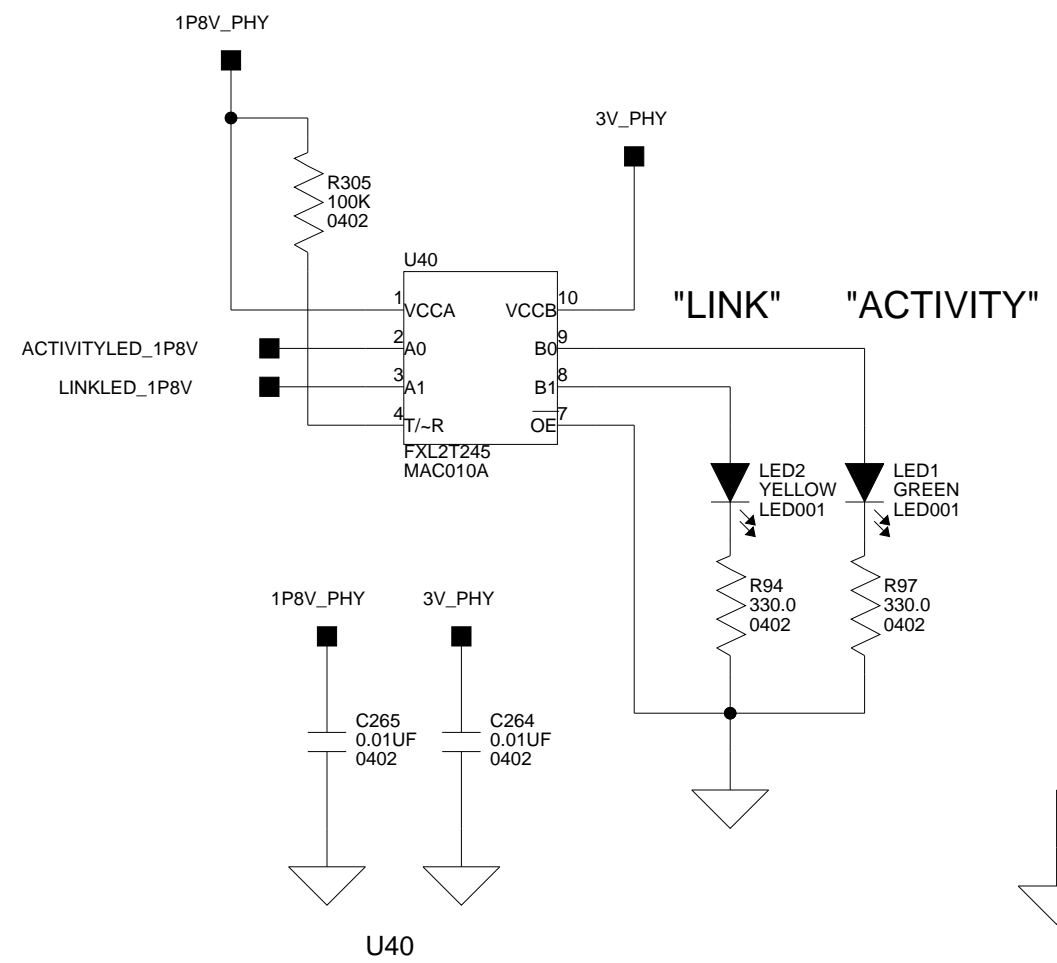 1P8V_PHY
3V_PHY
R305
100K
0402
U40
"LINK"
"ACTIVITY"
1
VCCA
VCCB
10
ACTIVITYLED_1P8V
2
A0
B0
9
LINKLED_1P8V
3
A1
B1
8
4
T/~R
OE
7
FXL2T245
MAC010A
LED2
YELLOW
LED001
LED1
GREEN
LED001
R94
330.0
0402
R97
330.0
0402
1P8V_PHY
3V_PHY
C265
0.01UF
0402
C264
0.01UF
0402
U40